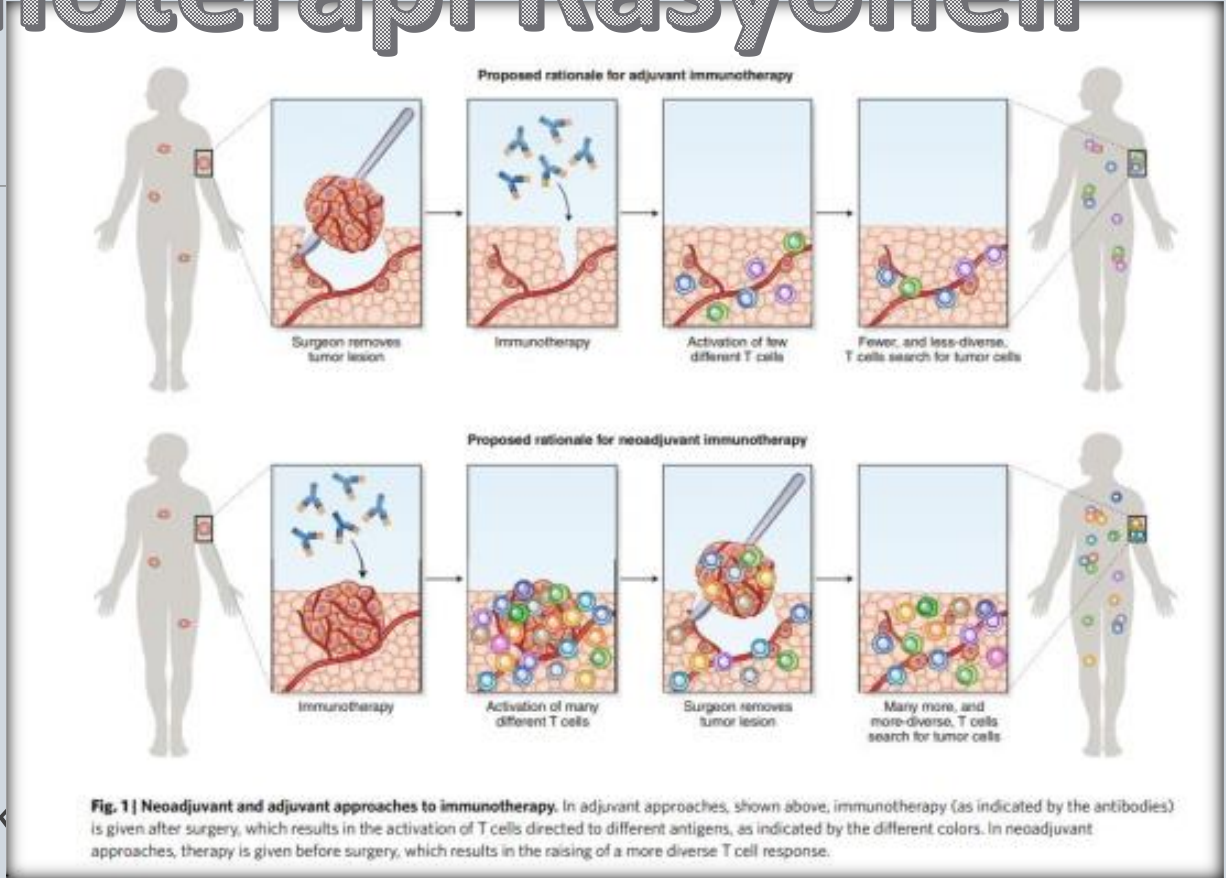 noterapi Rasyoneli
Proposed rationale for adjuvant immunotherapy
Surgeon removes
tumor lesion
Immunotherapy
Activation of few
different T cells
Fewer, and less-diverse,
T cells search for tumor cells
Proposed rationale for neoadjuvant immunotherapy
Immunotherapy
Activation of many
different T cells
Surgeon removes
tumor lesion
Many more, and
more-diverse, T cells
search for tumor cells
Fig. 1 | Neoadjuvant and adjuvant approaches to immunotherapy. In adjuvant approaches, shown above, immunotherapy (as indicated by the antibodies)
is given after surgery, which results in the activation of T cells directed to different antigens, as indicated by the different colors. In neoadjuvant
approaches, therapy is given before surgery, which results in the raising of a more diverse T cell response.